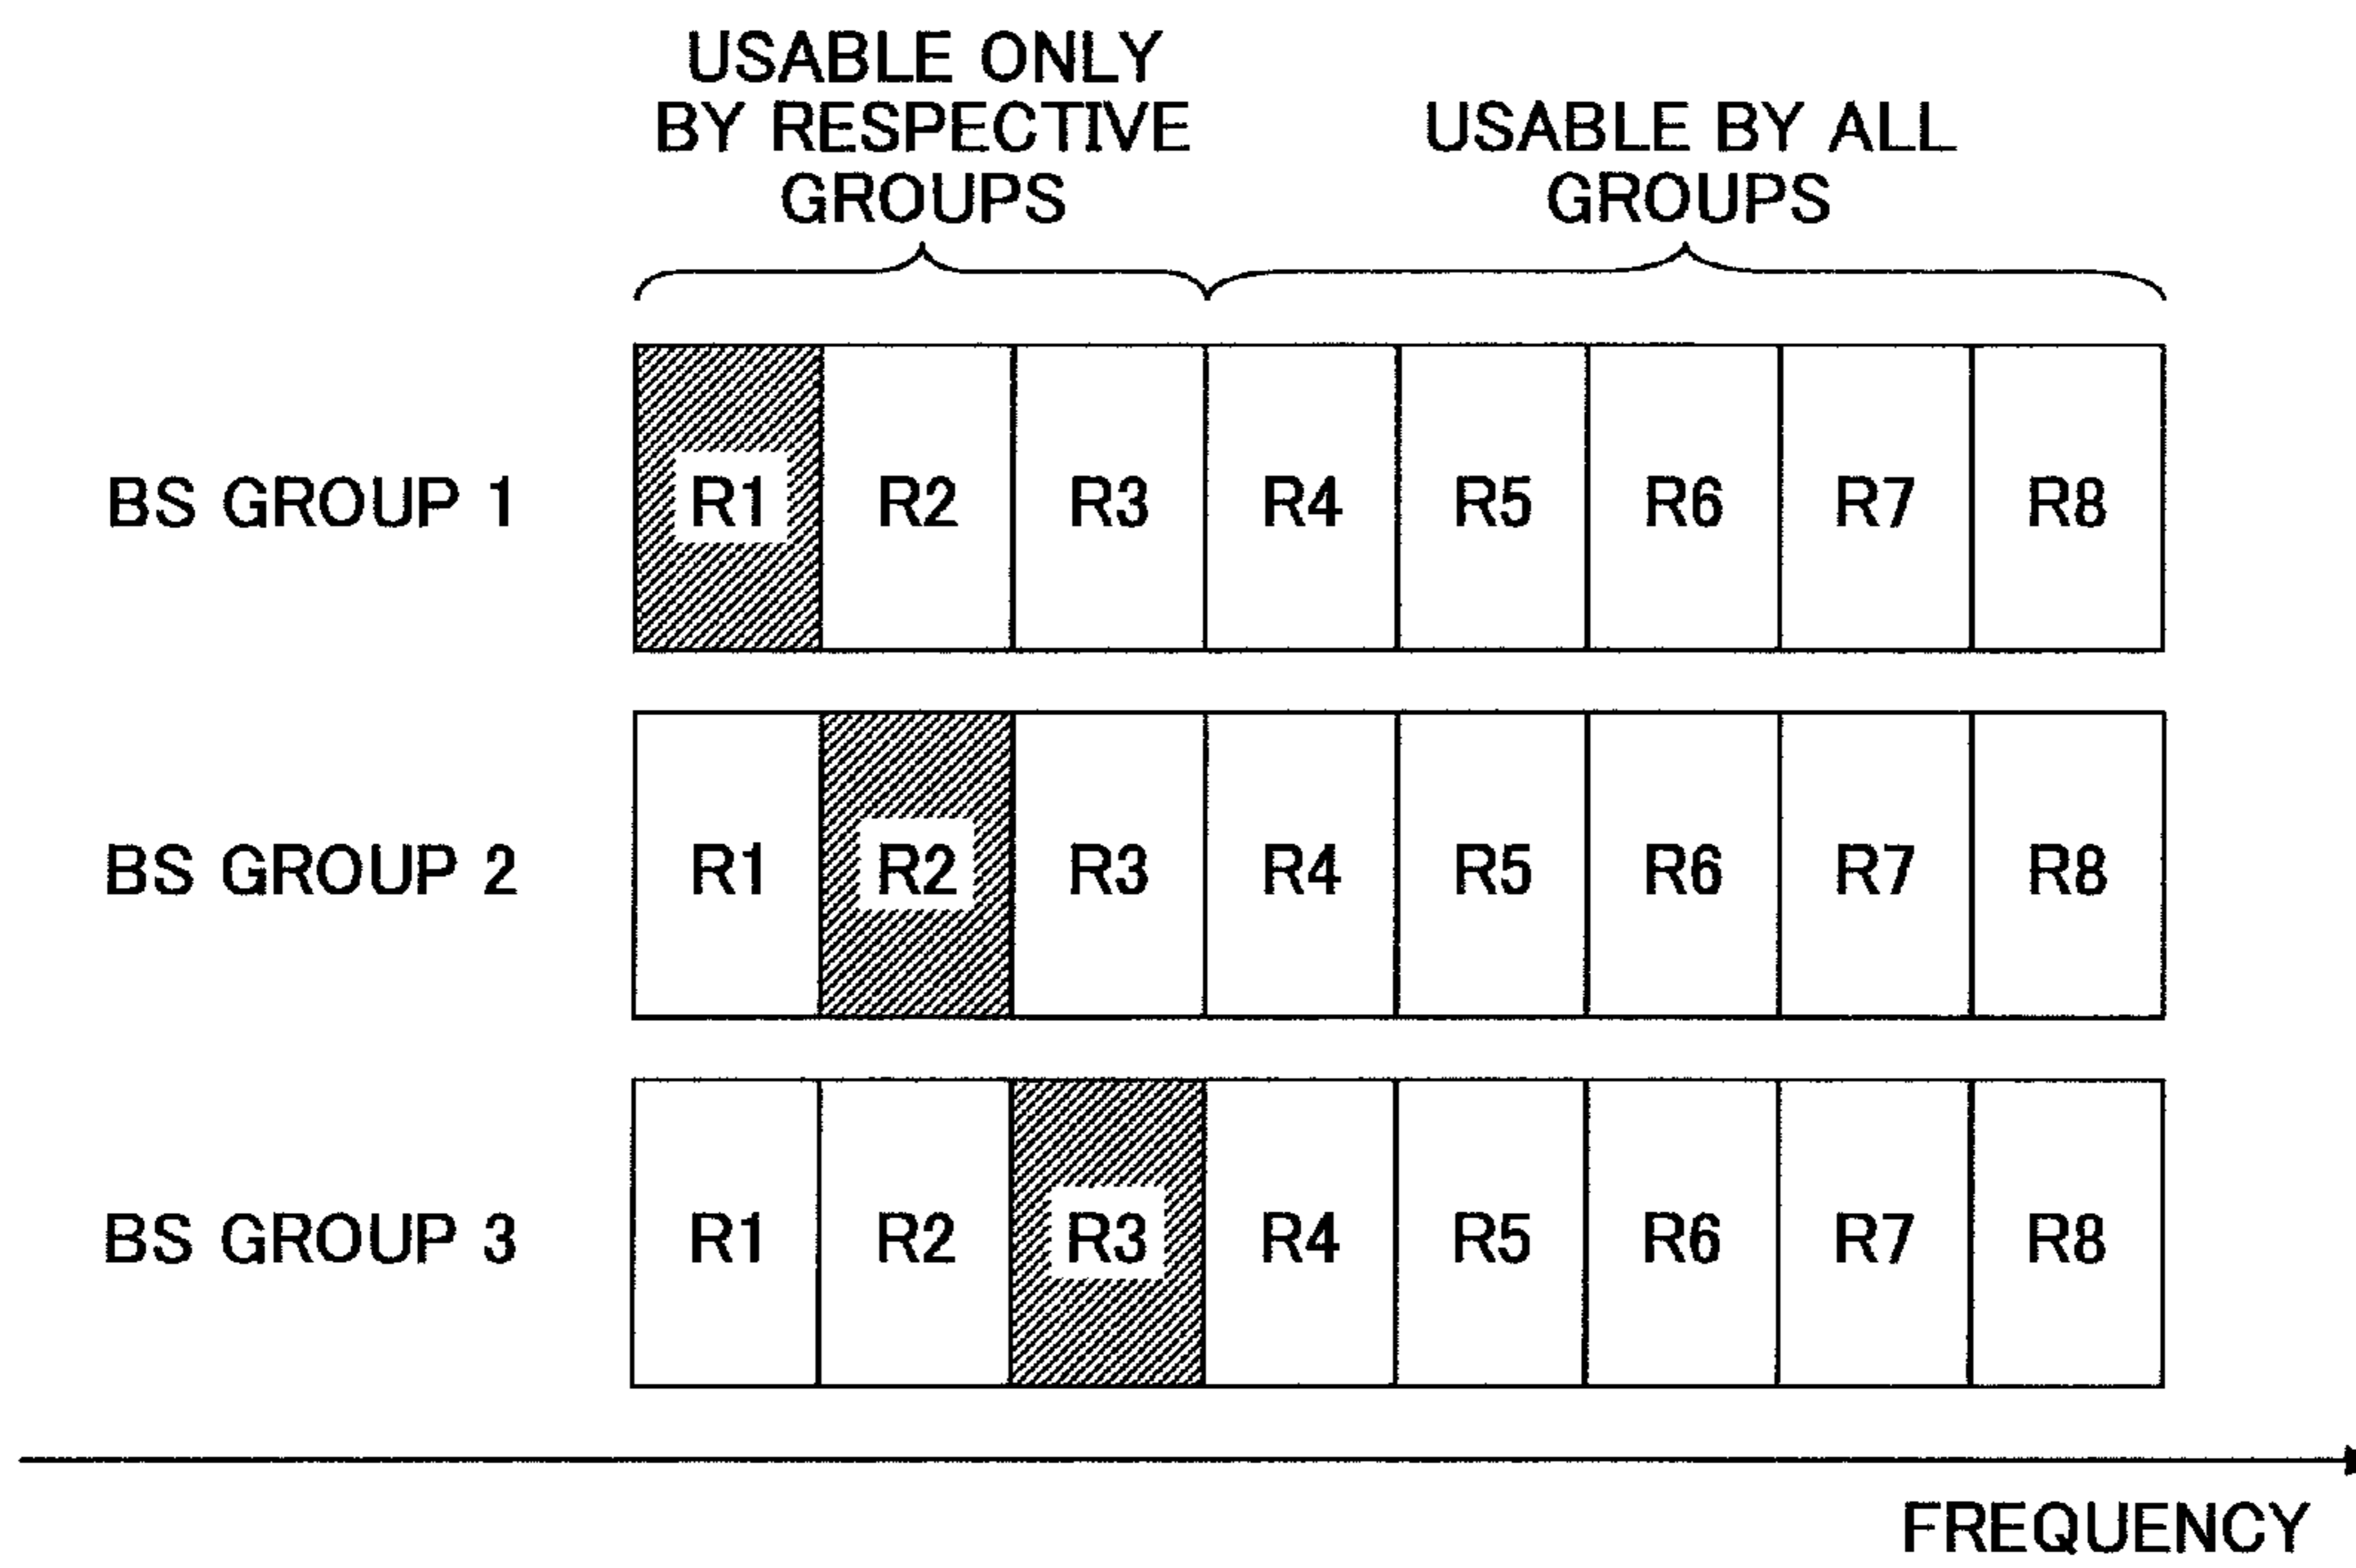 USABLE ONLY
BY RESPECTIVE
GROUPS
USABLE BY ALL
GROUPS
BS GROUP 1 R1 R2 R3 R4 R5 R6 R7 R8
BS GROUP 2 R1 R2 R3 R4 R5 R6 R7 R8
BS GROUP 3 R1 R2 R3 R4 R5 R6 R7 R8
FREQUENCY